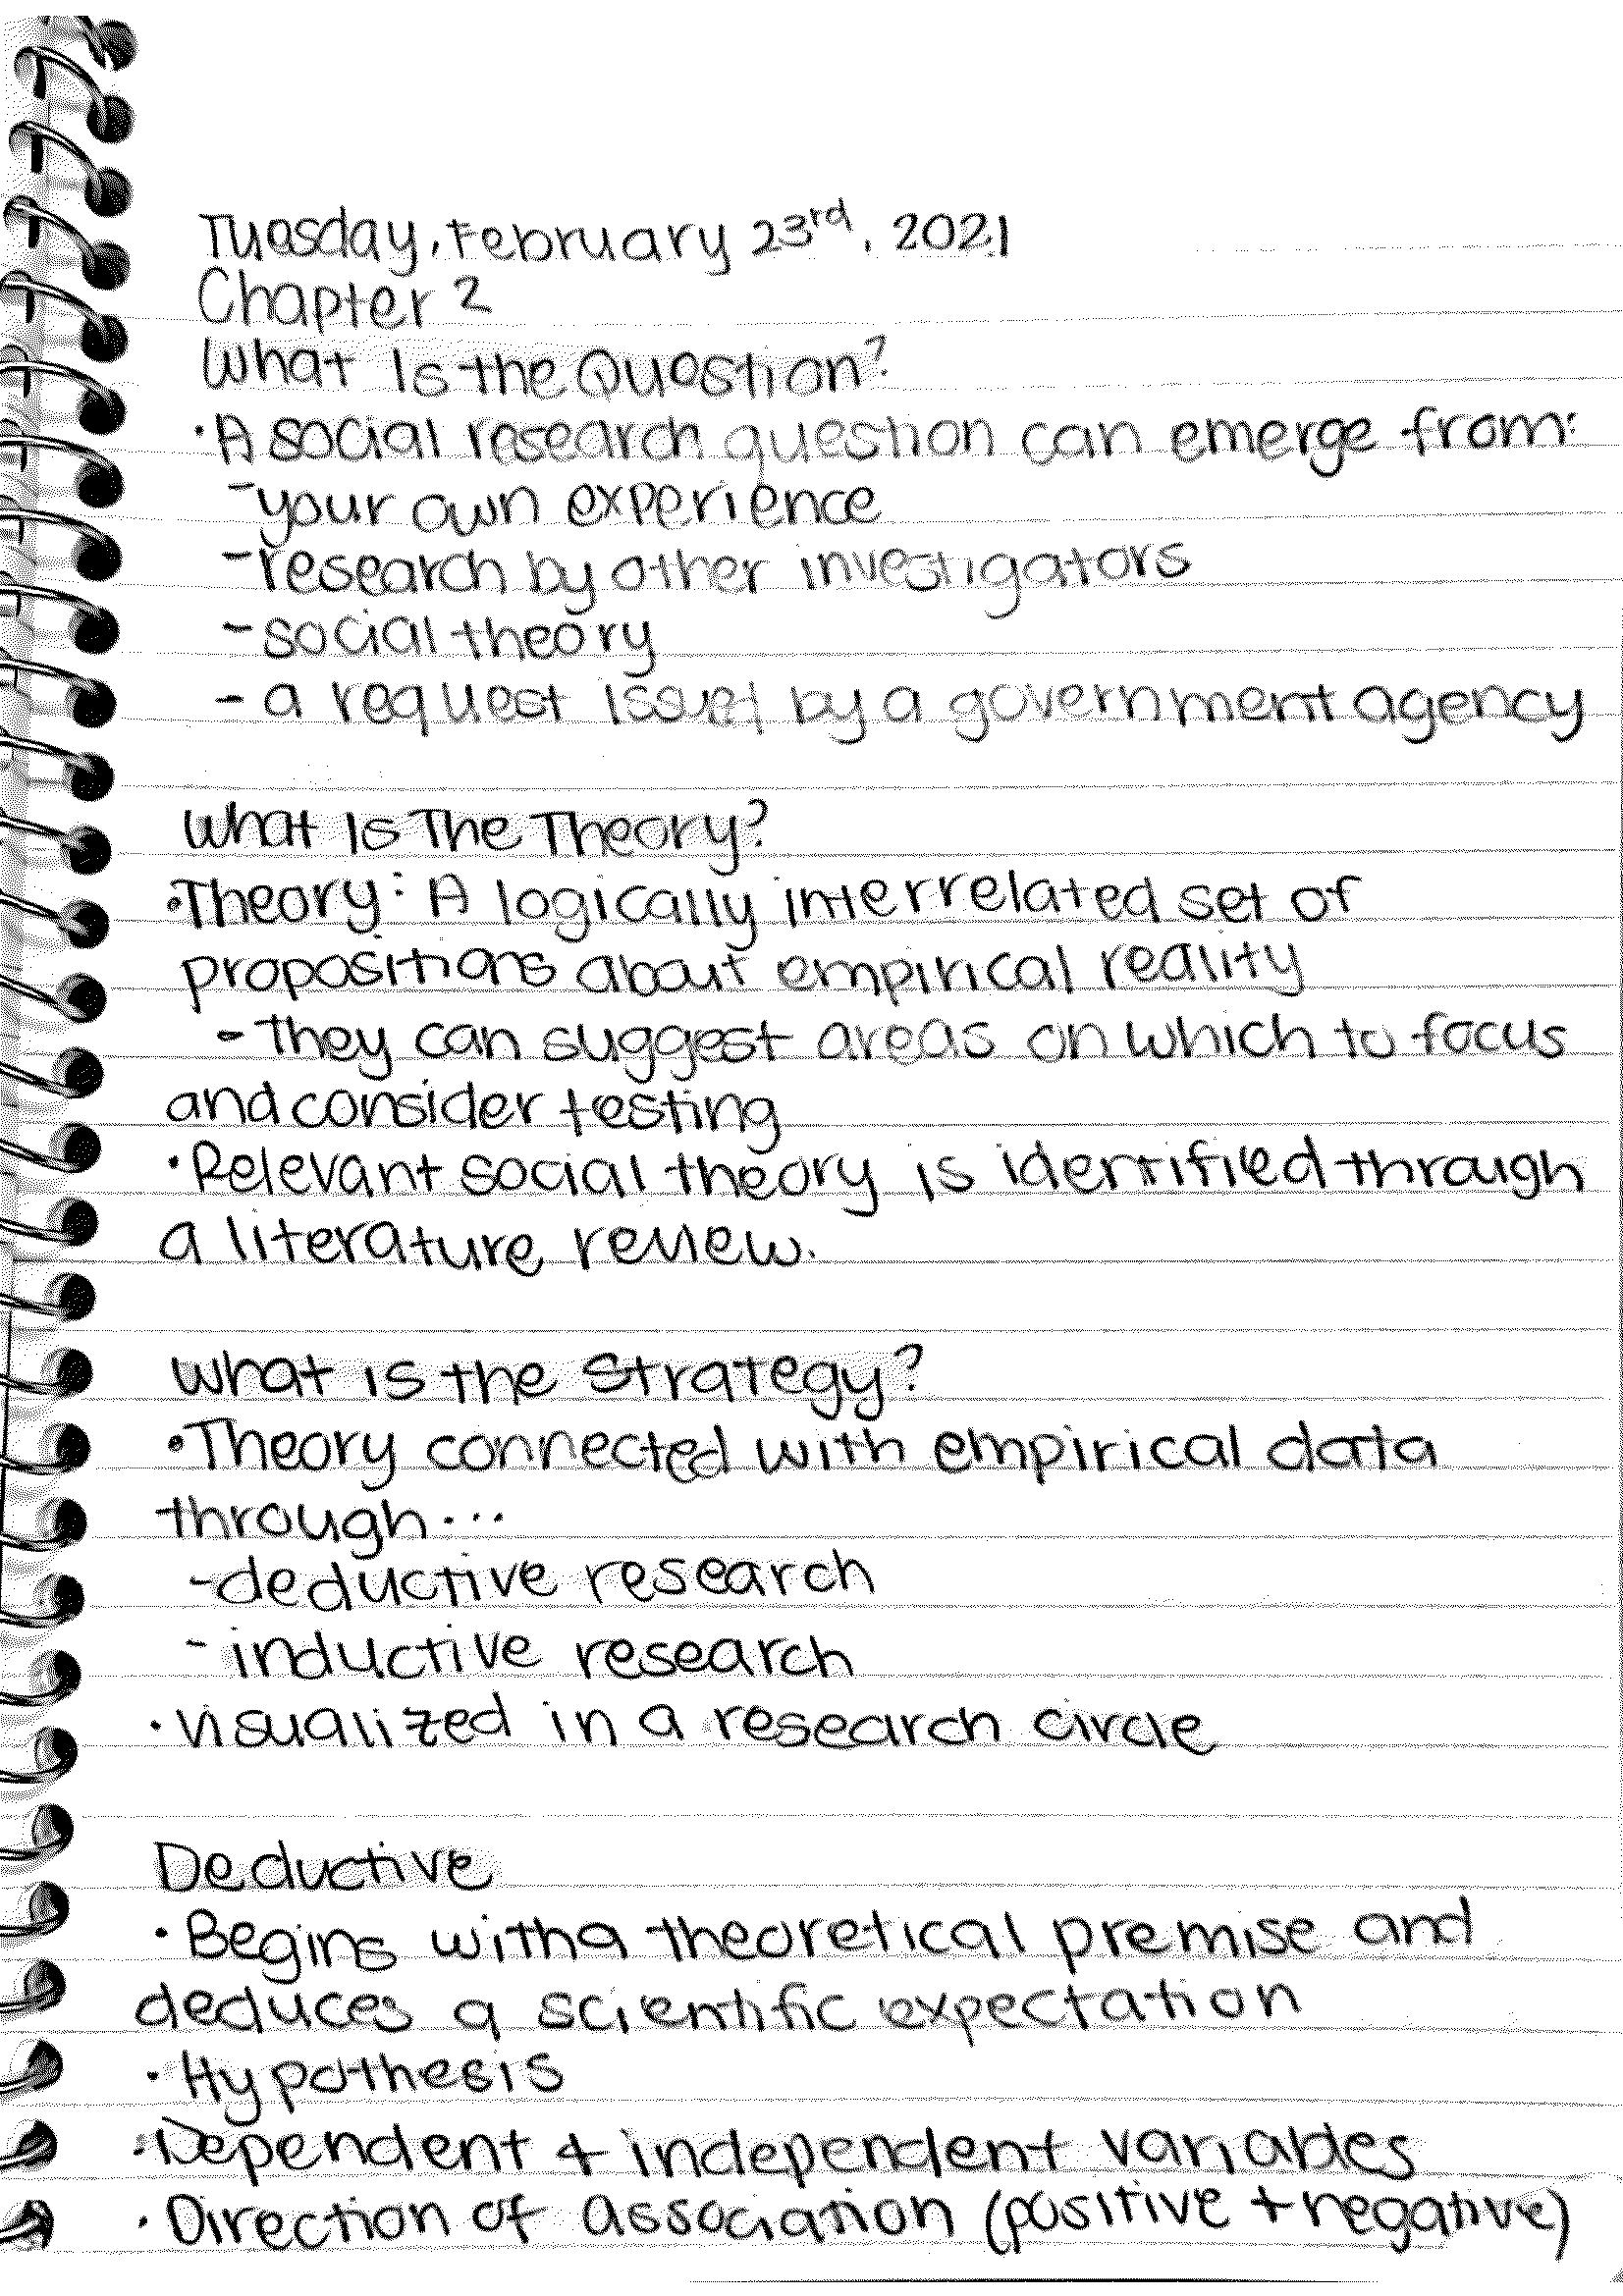 Tuesday, February 23rd, 2021
Chapter 2
What Is the Question?
• A social research question can emerge from:
- your own experience
- research by other investigators
- social theory
- a request issued by a government agency
What Is The Theory?
• Theory: A logically interrelated set of
propositions about empirical reality
- they can suggest areas on which to focus
and consider testing
• Relevant social theory is identified through
a literature review.
What is the Strategy?
• Theory connected with empirical data
through...
- deductive research
- inductive research
• visualized in a research circle
Deductive
• Begins with a theoretical premise and
deduces a scientific expectation
• Hypothesis
• Dependent + independent variables
• Direction of association (positive + negative)